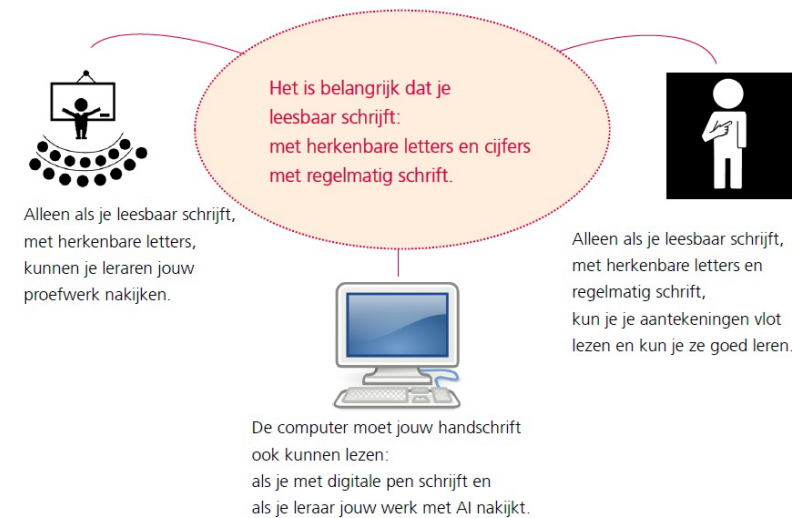 Het is belangrijk dat je
leesbaar schrijft:
met herkenbare letters en cijfers
met regelmatig schrift.
Alleen als je leesbaar schrijft,
met herkenbare letters,
kunnen je leraren jouw
proefwerk nakijken.
De computer moet jouw handschrift
ook kunnen lezen:
als je met digitale pen schrijft en
als je leraar jouw werk met AI nakijkt.
Alleen als je leesbaar schrijft,
met herkenbare letters en
regelmatig schrift,
kun je je aantekeningen vlot
lezen en kun je ze goed leren.